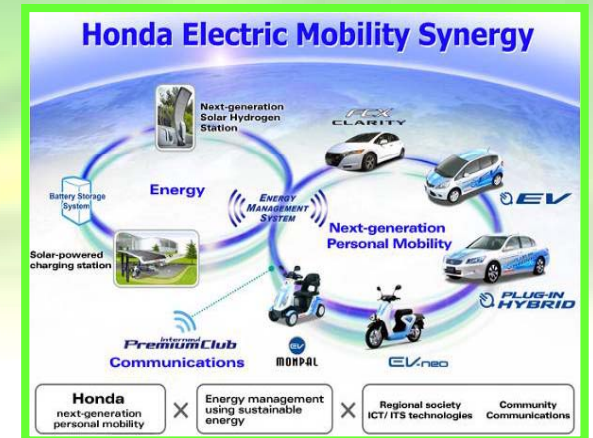 Honda Electric Mobility Synergy
Next-generation
Solar Hydrogen
Station
FCX
CLARITY
Battery Storage
System
Energy
ENERGY
MANAGEMENT
SYSTEM
EV
Next-generation
Personal Mobility
Solar-powered
charging station
PLUG-IN
HYBRID
internavi
PremiumClub
Communications
EV
MONPAL
EV-neo
Honda
next-generation
personal mobility
×
Energy management
using sustainable
energy
×
Regional society
ICT/ ITS technologies
Community
Communications